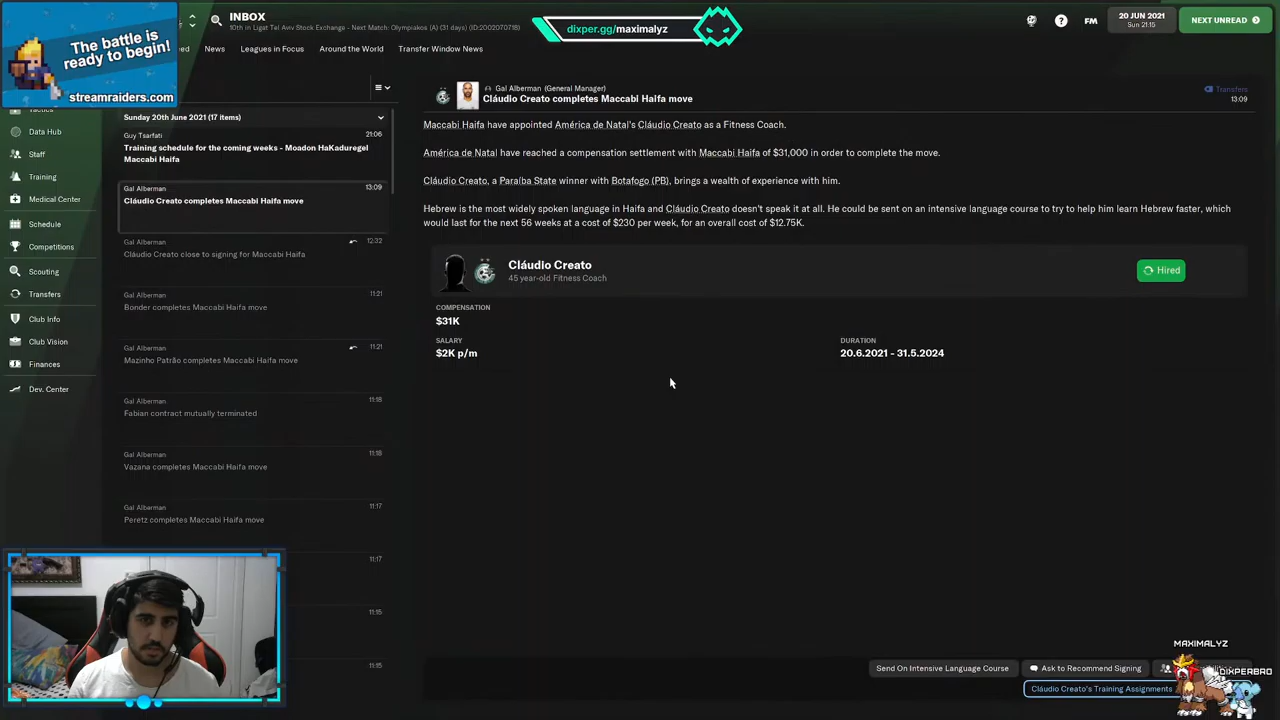 INBOX
10th in Ligat Tel Aviv Stock Exchange - Next Match: Olympiakos (A) (31 days) (ID:2002070718)
dixper.gg/maximalyz
FM
20 JUN 2021
Sun 21:15
NEXT UNREAD
The battle is
ready to begin!
streamraiders.com
News
Leagues in Focus
Around the World
Transfer Window News
Tactics
Data Hub
Staff
Training
Medical Center
Schedule
Competitions
Scouting
Transfers
Club Info
Club Vision
Finances
Dev. Center
Sunday 20th June 2021 (17 items)
Guy Tsarfati
21:06
Training schedule for the coming weeks - Moadon HaKaduregel
Maccabi Haifa
Gal Alberman
13:09
Cláudio Creato completes Maccabi Haifa move
Gal Alberman
12:32
Cláudio Creato close to signing for Maccabi Haifa
Gal Alberman
11:21
Bonder completes Maccabi Haifa move
Gal Alberman
11:21
Mazinho Patrão completes Maccabi Haifa move
Gal Alberman
11:18
Fabian contract mutually terminated
Gal Alberman
11:18
Vazana completes Maccabi Haifa move
Gal Alberman
11:17
Peretz completes Maccabi Haifa move
11:17
11:15
11:15
Gal Alberman (General Manager)
Cláudio Creato completes Maccabi Haifa move
Transfers
13:09
Maccabi Haifa have appointed América de Natal's Cláudio Creato as a Fitness Coach.
América de Natal have reached a compensation settlement with Maccabi Haifa of $31,000 in order to complete the move.
Cláudio Creato, a Paraíba State winner with Botafogo (PB), brings a wealth of experience with him.
Hebrew is the most widely spoken language in Haifa and Cláudio Creato doesn't speak it at all. He could be sent on an intensive language course to try to help him learn Hebrew faster, which
would last for the next 56 weeks at a cost of $230 per week, for an overall cost of $12.75K.
Cláudio Creato
45 year-old Fitness Coach
Hired
COMPENSATION
$31K
SALARY
$2K p/m
DURATION
20.6.2021 - 31.5.2024
Send On Intensive Language Course
Ask to Recommend Signing
Cláudio Creato's Training Assignments
MAXIMALYZ
DIXPERBRO